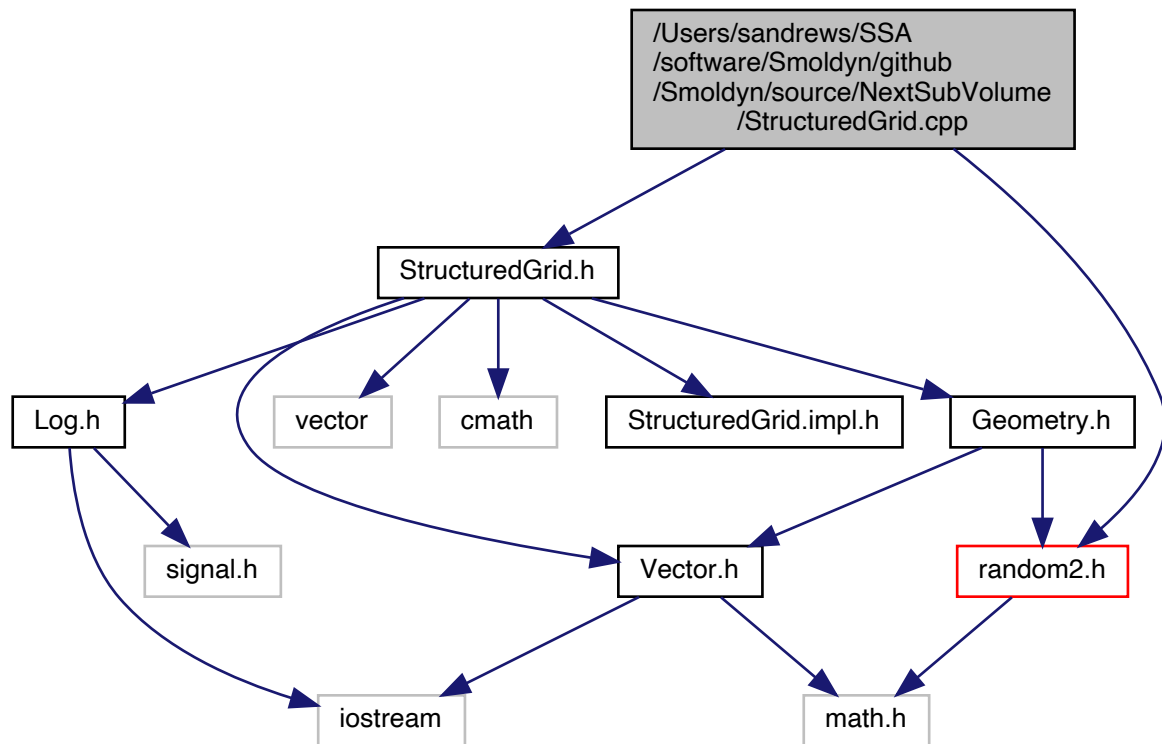 /Users/sandrews/SSA
/software/Smoldyn/github
/Smoldyn/source/NextSubVolume
/StructuredGrid.cpp
StructuredGrid.h
Log.h
vector
cmath
StructuredGrid.impl.h
Geometry.h
signal.h
Vector.h
random2.h
iostream
math.h